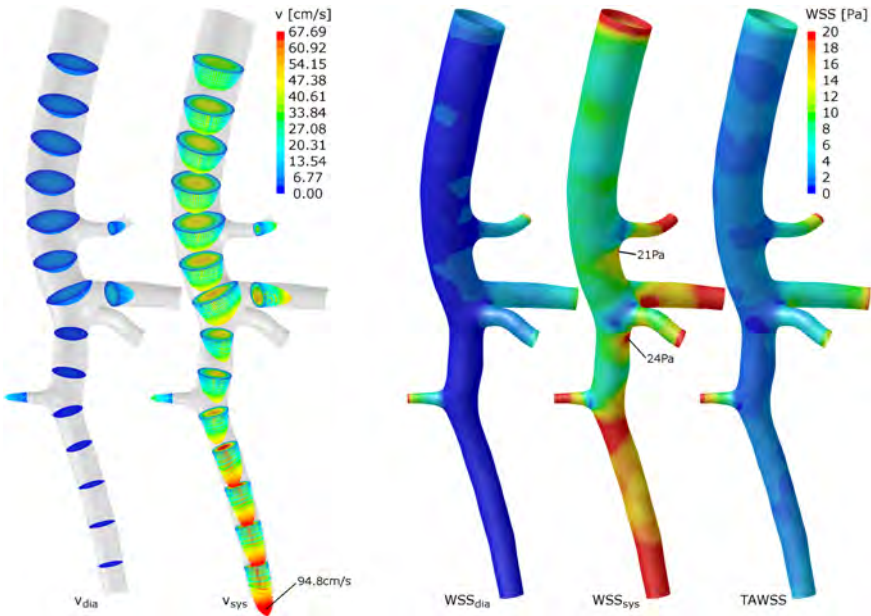 v [cm/s]
67.69
60.92
54.15
47.38
40.61
33.84
27.08
20.31
13.54
6.77
0.00
WSS [Pa]
20
18
16
14
12
10
8
6
4
2
0
21Pa
24Pa
94.8cm/s
vdia
vsys
WSSdia
WSSsys
TAWSS